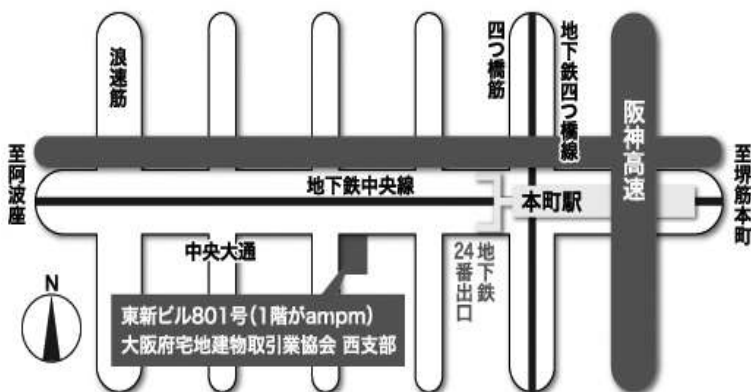 浪速筋
四つ橋筋
地下鉄四つ橋線
阪神高速
至阿波座
至堺筋本町
地下鉄中央線
本町駅
中央大通
地下鉄
24番出口
N
東新ビル801号(1階がampm)
大阪府宅地建物取引業協会 西支部